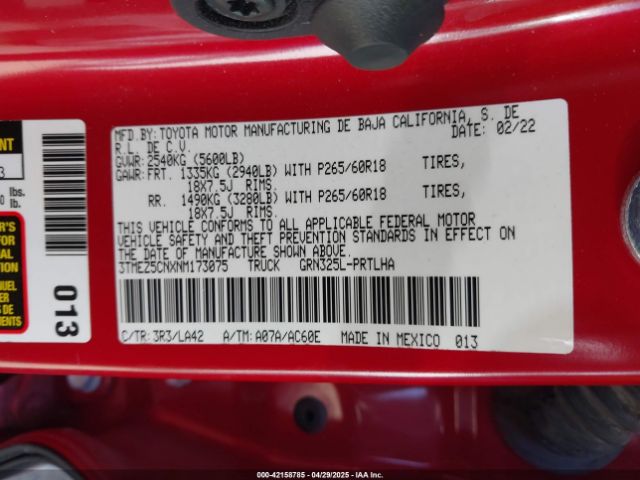 MFD.BY:TOYOTA MOTOR MANUFACTURING DE BAJA CALIFORNIA, S. DE
R.L. DE C.V. DATE: 02/22
GVWR: 2540KG (5600LB)
GAWR: FRT. 1335KG (2940LB) WITH P265/60R18 TIRES,
18X7.5J RIMS.
RR. 1490KG (3280LB) WITH P265/60R18 TIRES,
18X7.5J RIMS.
THIS VEHICLE CONFORMS TO ALL APPLICABLE FEDERAL MOTOR
VEHICLE SAFETY AND THEFT PREVENTION STANDARDS IN EFFECT ON
THE DATE OF MANUFACTURE SHOWN ABOVE.
3TMEZ5CNXNM173075 TRUCK GRN325L-PRTLHA
C/TR: 3R3/LA42 A/TM: A07A/AC60E MADE IN MEXICO 013
013
lbs.
lb.
000-42158785 - 04/29/2025 - IAAI.COM